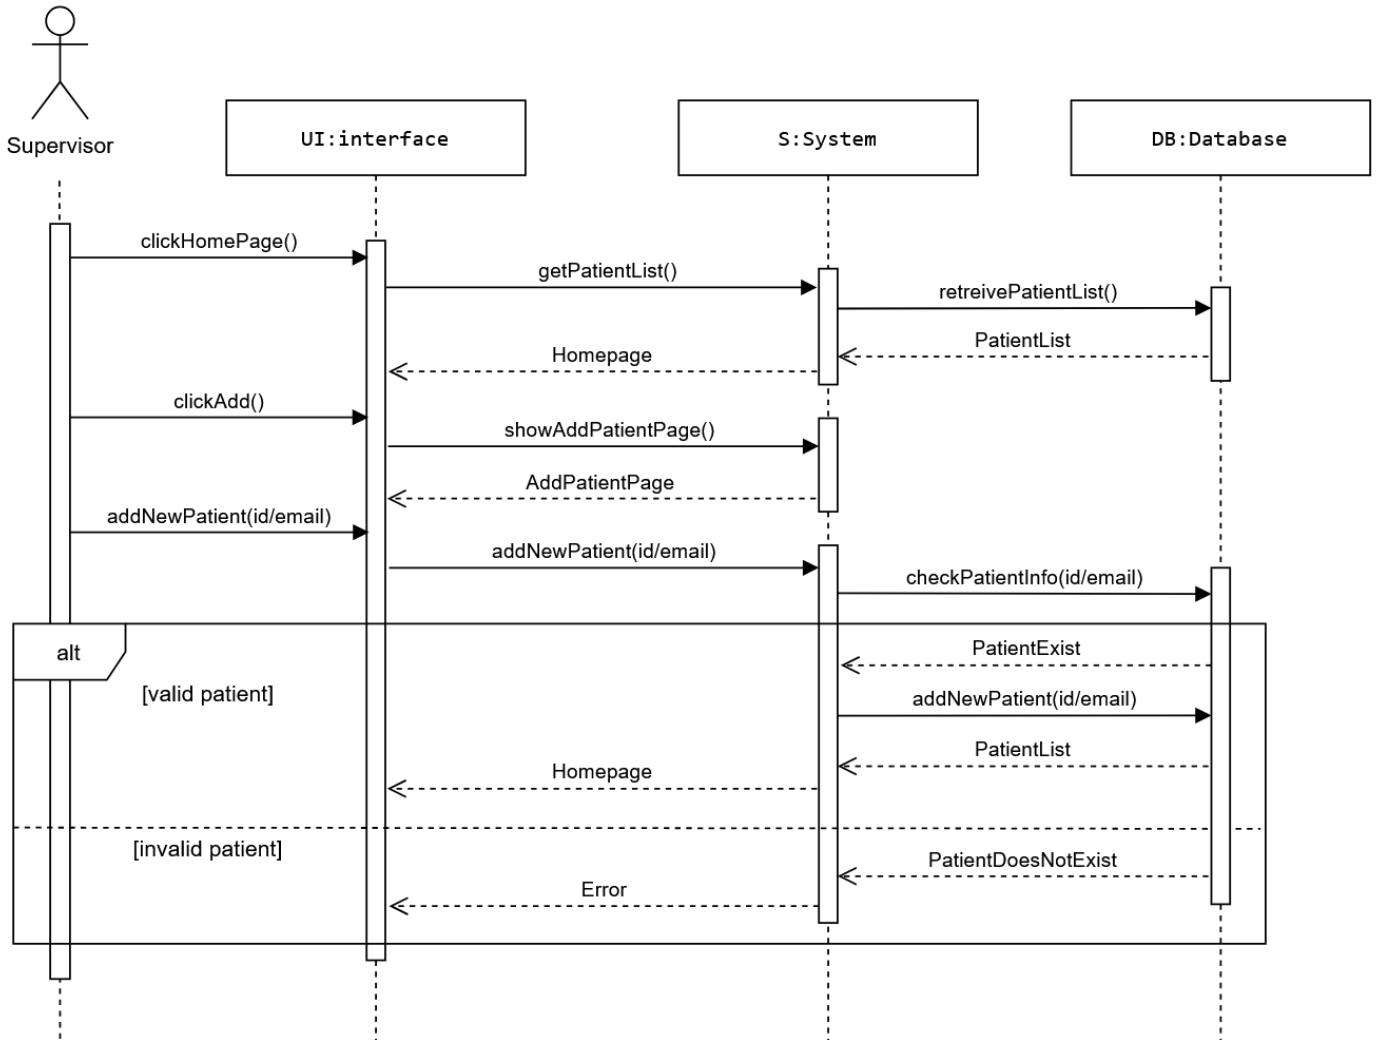 Supervisor
UI:interface
S:System
DB:Database
clickHomePage()
getPatientList()
retreivePatientList()
PatientList
Homepage
clickAdd()
showAddPatientPage()
AddPatientPage
addNewPatient(id/email)
addNewPatient(id/email)
checkPatientInfo(id/email)
alt
PatientExist
[valid patient]
addNewPatient(id/email)
PatientList
Homepage
[invalid patient]
PatientDoesNotExist
Error